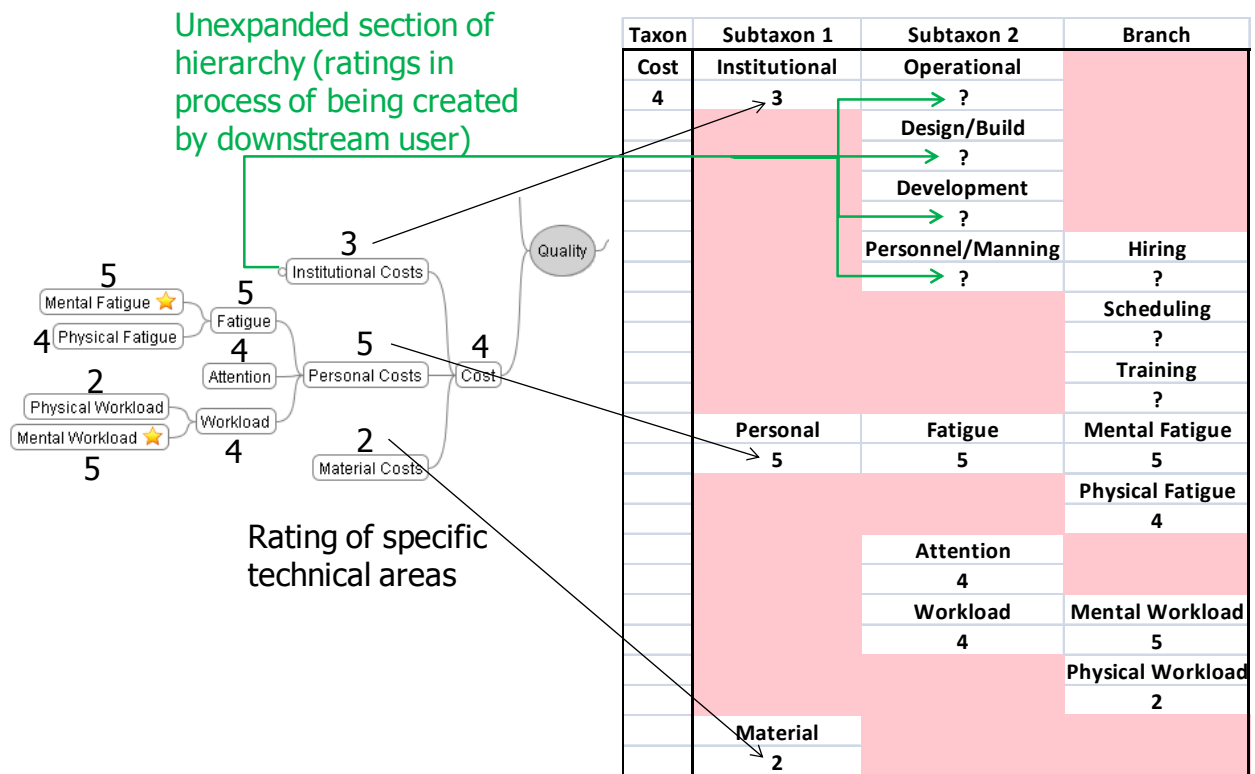 Unexpanded section of
hierarchy (ratings in
process of being created
by downstream user)
3
Institutional Costs
Quality
5
Mental Fatigue
5
Fatigue
4
Physical Fatigue
4
Attention
5
Personal Costs
4
Cost
2
Physical Workload
Workload
4
Mental Workload
5
2
Material Costs
Rating of specific
technical areas
Taxon Subtaxon 1 Subtaxon 2 Branch
Cost Institutional Operational
4 3 ?
Design/Build
?
Development
?
Personnel/Manning Hiring
? ?
Scheduling
?
Training
?
Personal Fatigue Mental Fatigue
5 5 5
Physical Fatigue
4
Attention
4
Workload Mental Workload
4 5
Physical Workload
2
Material
2